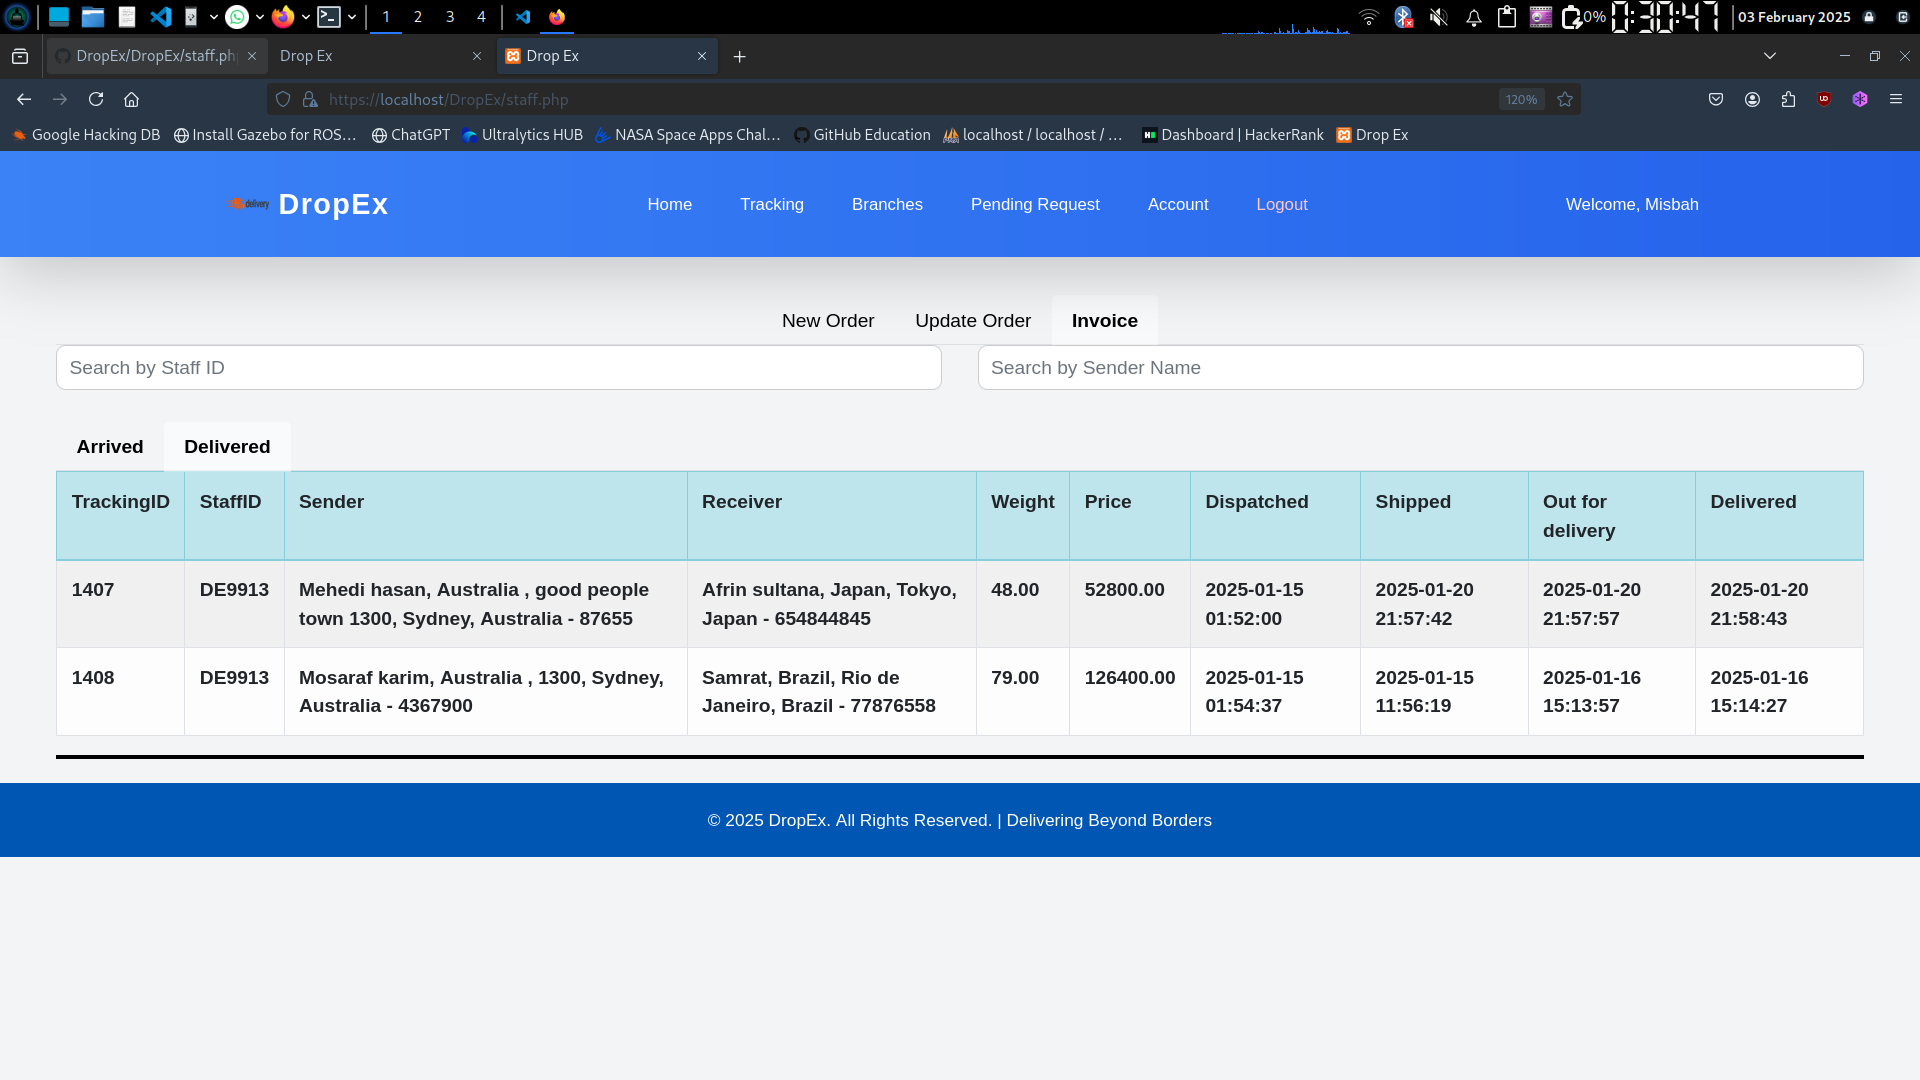 1 2 3 4 0% 0:30:47 03 February 2025
DropEx/DropEx/staff.php Drop Ex Drop Ex
https://localhost/DropEx/staff.php 120%
Google Hacking DB Install Gazebo for ROS… ChatGPT Ultralytics HUB NASA Space Apps Chal… GitHub Education localhost / localhost / … Dashboard | HackerRank Drop Ex
delivery DropEx Home Tracking Branches Pending Request Account Logout Welcome, Misbah
New Order Update Order Invoice
Search by Staff ID Search by Sender Name
Arrived Delivered
TrackingID StaffID Sender Receiver Weight Price Dispatched Shipped Out for Delivered
delivery
1407 DE9913 Mehedi hasan, Australia , good people Afrin sultana, Japan, Tokyo, 48.00 52800.00 2025-01-15 2025-01-20 2025-01-20 2025-01-20
town 1300, Sydney, Australia - 87655 Japan - 654844845 01:52:00 21:57:42 21:57:57 21:58:43
1408 DE9913 Mosaraf karim, Australia , 1300, Sydney, Samrat, Brazil, Rio de 79.00 126400.00 2025-01-15 2025-01-15 2025-01-16 2025-01-16
Australia - 4367900 Janeiro, Brazil - 77876558 01:54:37 11:56:19 15:13:57 15:14:27
© 2025 DropEx. All Rights Reserved. | Delivering Beyond Borders